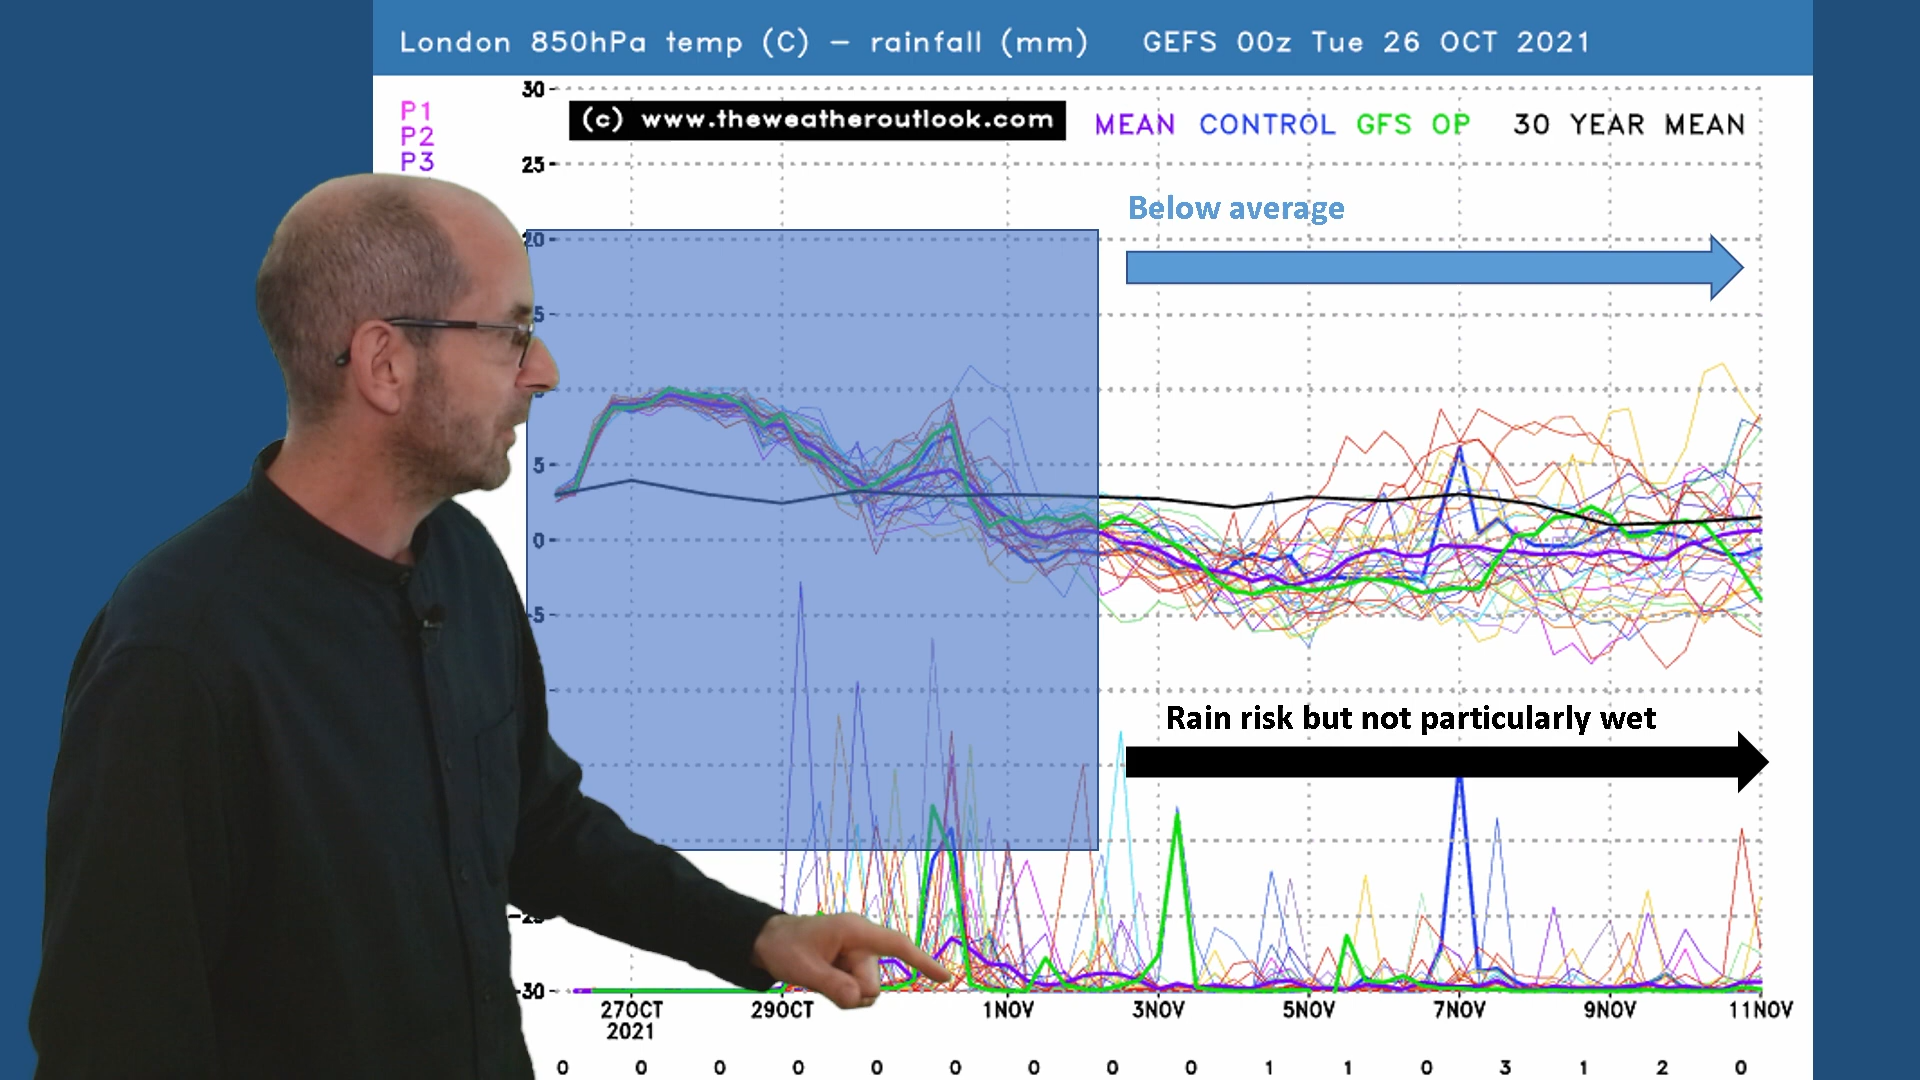 London 850hPa temp (C) – rainfall (mm) GEFS 00z Tue 26 OCT 2021
P1
P2
P3
(c) www.theweatheroutlook.com
MEAN CONTROL GFS OP 30 YEAR MEAN
Below average
Rain risk but not particularly wet
30
25
20
5
5
0
5
-30
27OCT 29OCT 1NOV 3NOV 5NOV 7NOV 9NOV 11NOV
2021
0 0 0 0 0 0 0 0 0 1 1 0 3 1 2 0